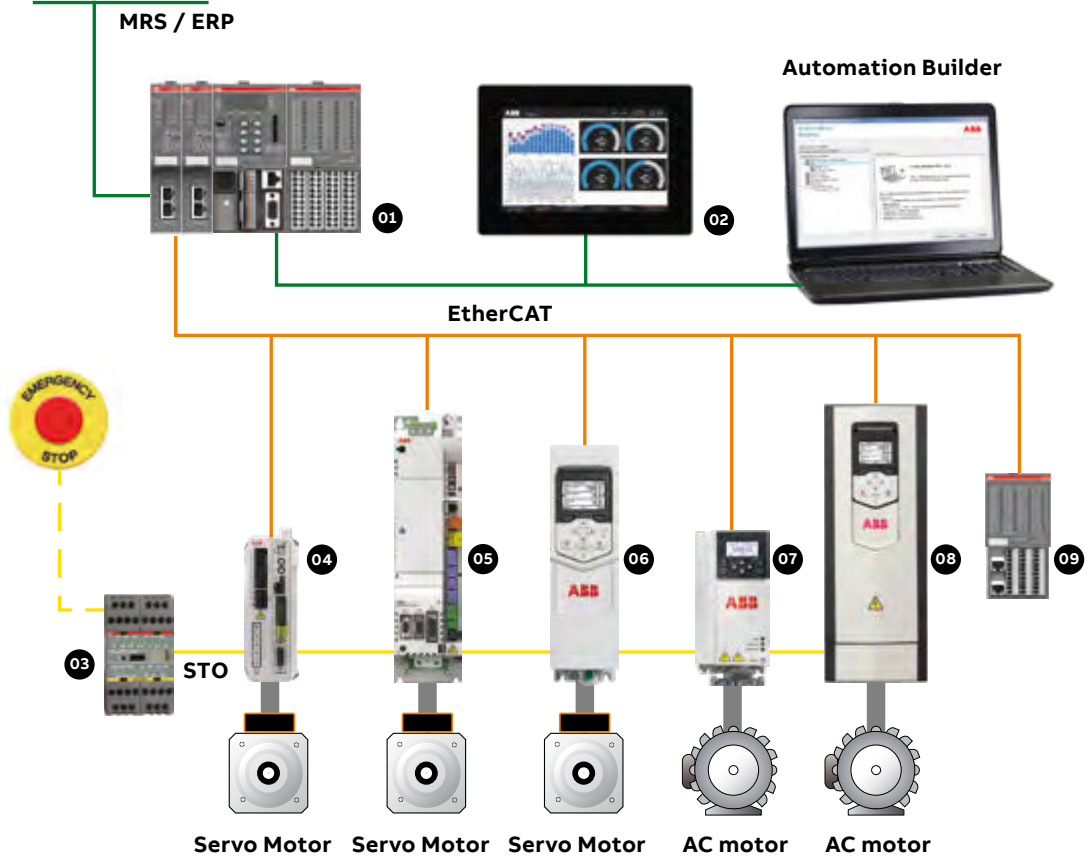 MRS / ERP
Automation Builder
ABB
ABB
01
02
EtherCAT
EMERGENCY
STOP
04
05
06
07
08
09
ABB
ABB
ABB
03
STO
Servo Motor
Servo Motor
Servo Motor
AC motor
AC motor